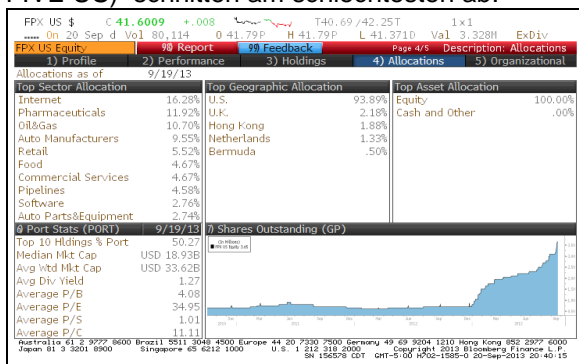 FPX US $ C 41.6009 +.008 T40.69/42.25T 1x1
On 20 Sep d Vol 80,114 O 41.79P H 41.79P L 41.371D Val 3.328M ExDiv
FPX US Equity 98) Report 99) Feedback Page 4/5 Description: Allocations
1) Profile 2) Performance 3) Holdings 4) Allocations 5) Organizational
Allocations as of 9/19/13
Top Sector Allocation Top Geographic Allocation Top Asset Allocation
Internet 16.28% U.S. 93.89% Equity 100.00%
Pharmaceuticals 11.92% U.K. 2.18% Cash and Other .00%
Oil&Gas 10.70% Hong Kong 1.88%
Auto Manufacturers 9.55% Netherlands 1.33%
Retail 5.52% Bermuda .50%
Food 4.67%
Commercial Services 4.67%
Pipelines 4.58%
Software 2.76%
Auto Parts&Equipment 2.74%
6) Port Stats (PORT) 9/19/13 7) Shares Outstanding (GP)
Top 10 Hldings % Port 50.27
Median Mkt Cap USD 18.93B
Avg Wtd Mkt Cap USD 33.62B
Avg Div Yield 1.27
Average P/B 4.08
Average P/E 34.95
Average P/S 1.01
Average P/C 11.11
Australia 61 2 9777 8600 Brazil 5511 3048 4500 Europe 44 20 7330 7500 Germany 49 69 9204 1210 Hong Kong 852 2977 6000
Japan 81 3 3201 8900 Singapore 65 6212 1000 U.S. 1 212 318 2000 Copyright 2013 Bloomberg Finance L.P.
SN 156578 CDT GMT-5:00 H702-1585-0 20-Sep-2013 20:40:15